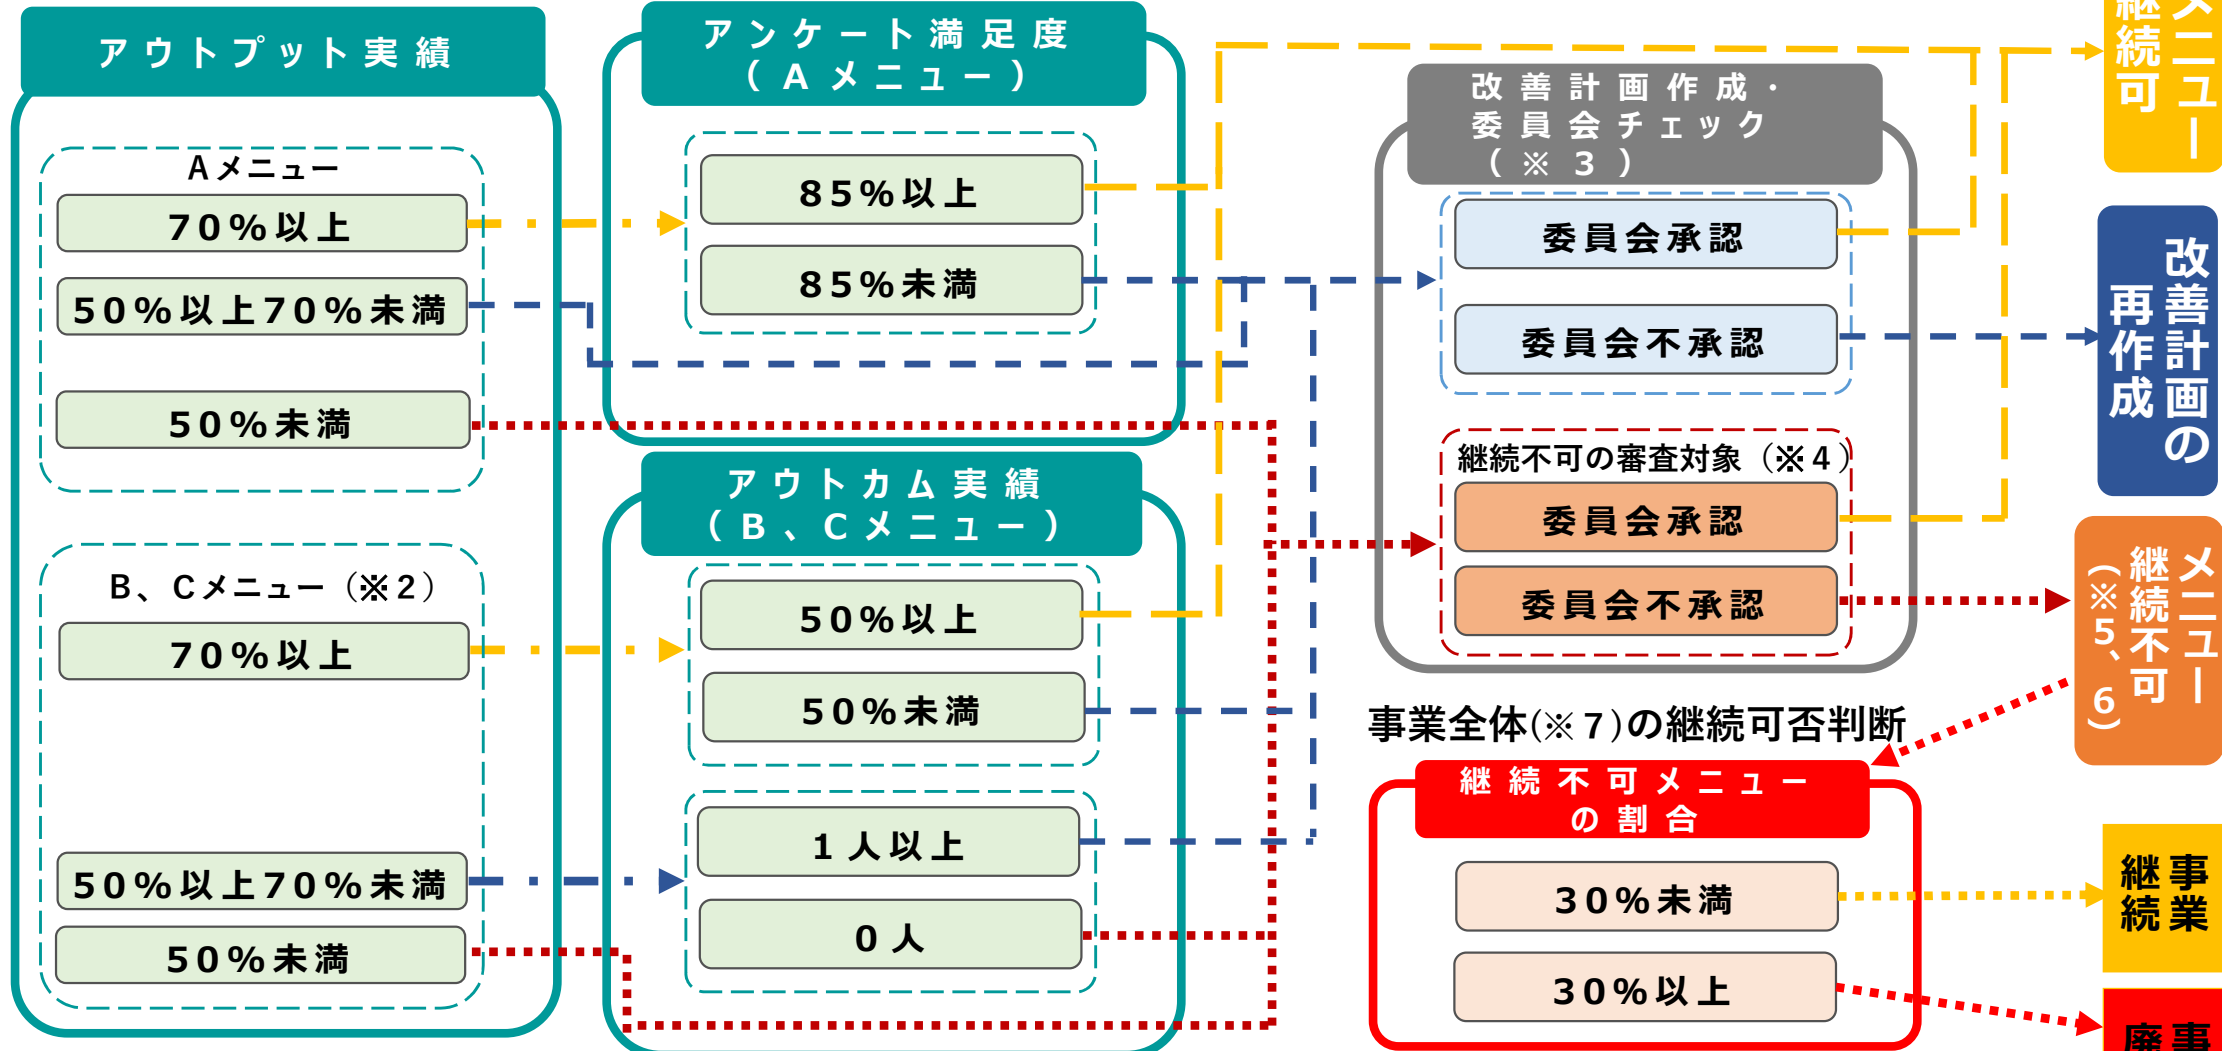 アウトプット実績
Aメニュー
70%以上
50%以上70%未満
50%未満
B、Cメニュー（※2）
70%以上
50%以上70%未満
50%未満
アンケート満足度
（Aメニュー）
85%以上
85%未満
アウトカム実績
（B、Cメニュー）
50%以上
50%未満
1人以上
0人
改善計画作成・
委員会チェック
（※3）
委員会承認
委員会不承認
継続不可の審査対象（※4）
委員会承認
委員会不承認
事業全体(※7)の継続可否判断
継続不可メニュー
の割合
30%未満
30%以上
メニュー
継続可
改善計画の
再作成
メニュー
継続不可
(※5、6)
事業
継続
事
廃